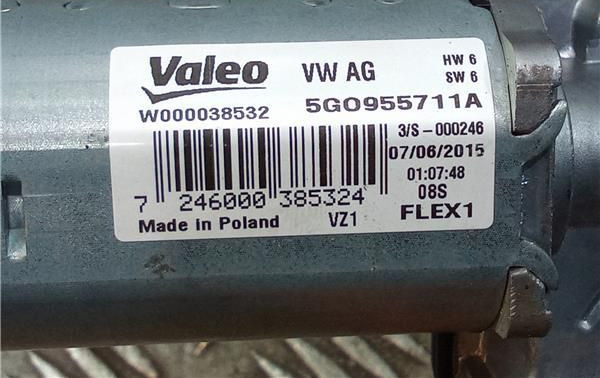 Valeo
VW AG
HW 6
SW 6
W000038532
5G0955711A
3/S-000246
07/06/2015
01:07:48
08S
7 246000 385324
Made in Poland
VZ1
FLEX1